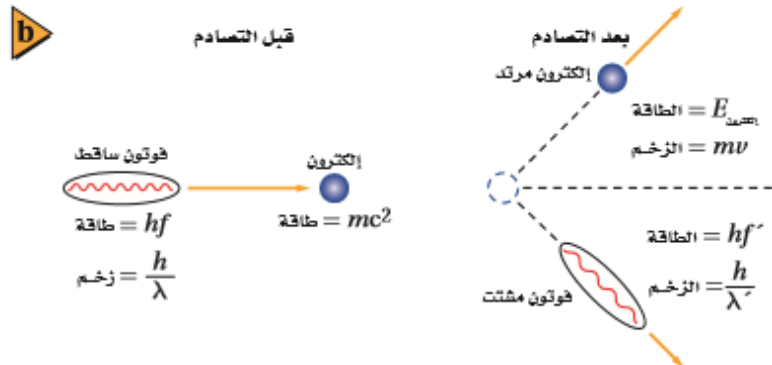 b
قبل التصادم
فوتون ساقط
إلكترون
طاقة = hf
طاقة = mc²
زخم = h/λ
بعد التصادم
إلكترون مرتد
الطاقة = E إلكترون
الزخم = mv
الطاقة = hf´
الزخم = h/λ´
فوتون مشتت